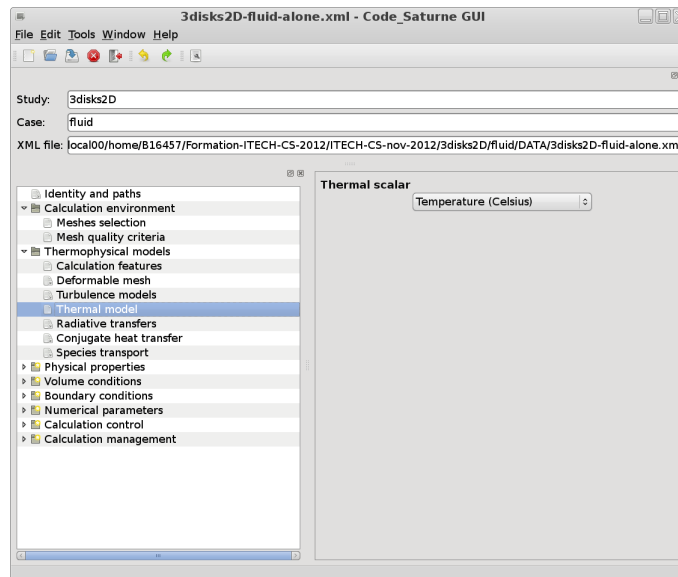 3disks2D-fluid-alone.xml - Code_Saturne GUI
File Edit Tools Window Help
Study: 3disks2D
Case: fluid
XML file: local00/home/B16457/Formation-ITECH-CS-2012/ITECH-CS-nov-2012/3disks2D/fluid/DATA/3disks2D-fluid-alone.xm
Identity and paths
Calculation environment
Meshes selection
Mesh quality criteria
Thermophysical models
Calculation features
Deformable mesh
Turbulence models
Thermal model
Radiative transfers
Conjugate heat transfer
Species transport
Physical properties
Volume conditions
Boundary conditions
Numerical parameters
Calculation control
Calculation management
Thermal scalar
Temperature (Celsius)